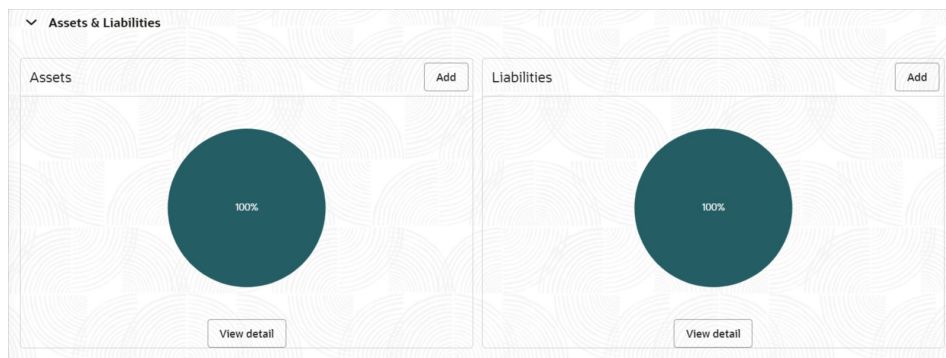 Assets & Liabilities
Assets
Add
Liabilities
Add
100%
100%
View detail
View detail